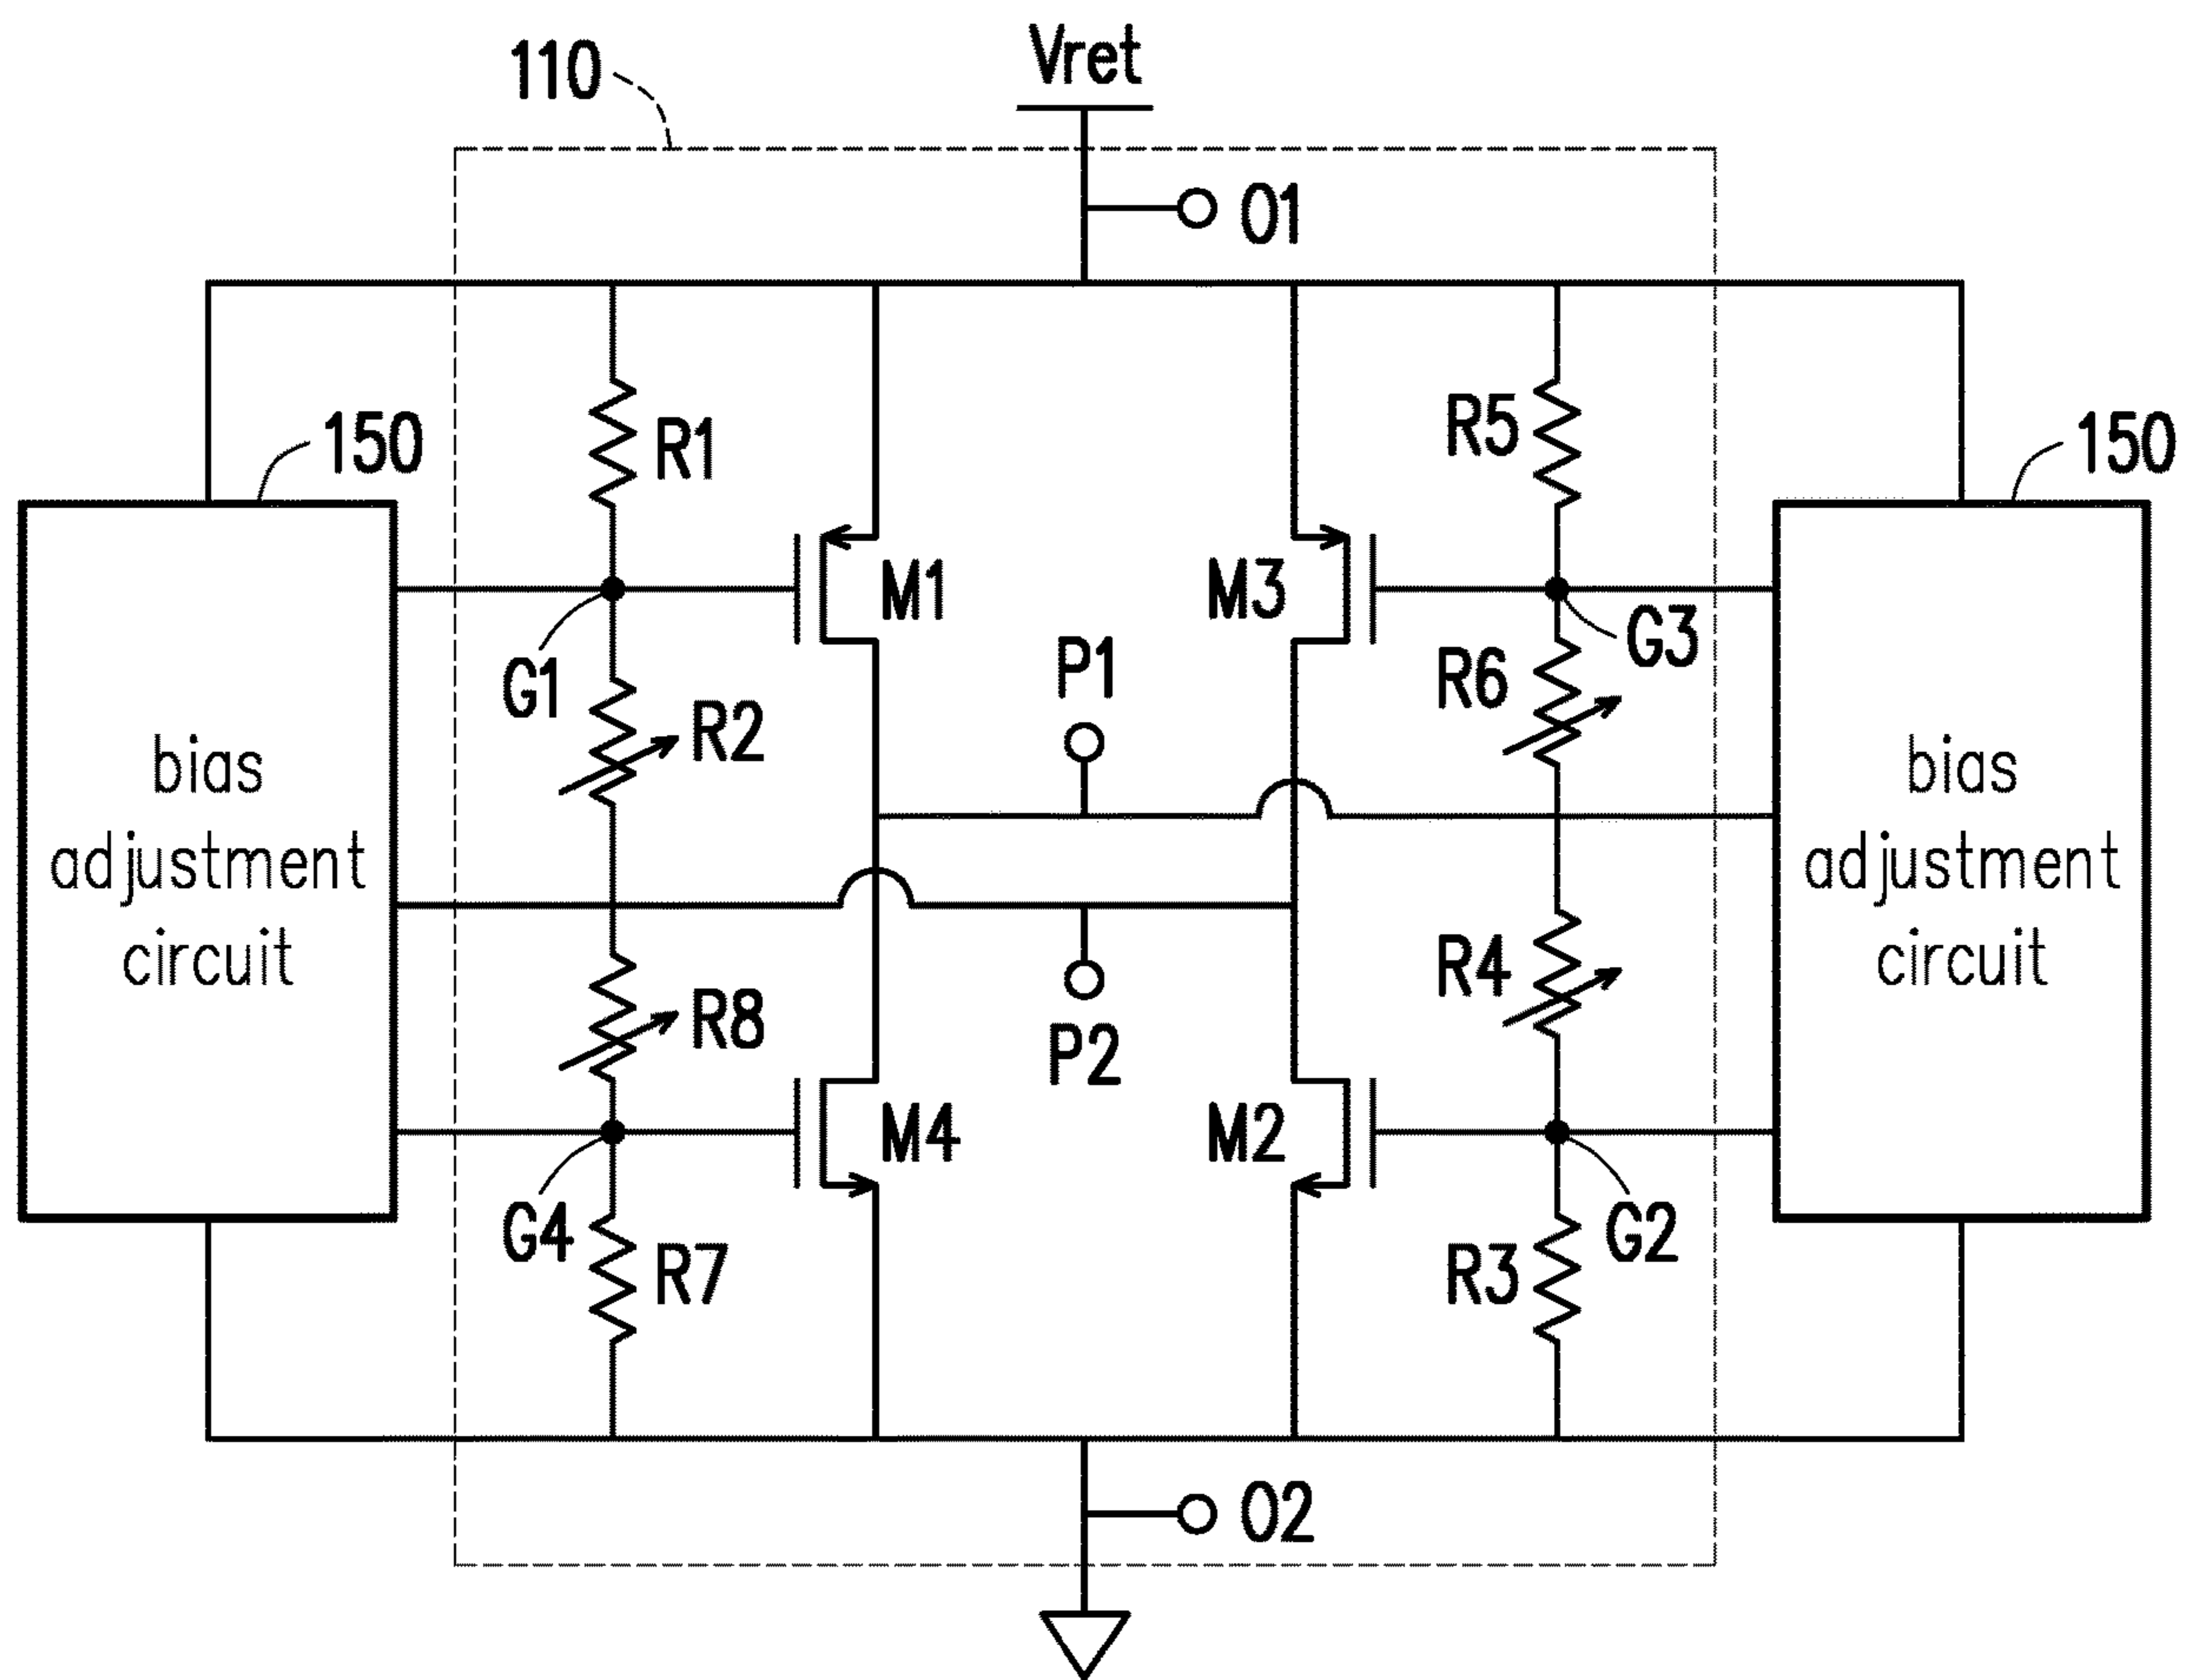 110
Vret
O1
150
R1
R5
150
M1
M3
G1
G3
P1
R6
R2
bias
adjustment
circuit
bias
adjustment
circuit
R8
P2
R4
M4
M2
G4
G2
R7
R3
O2